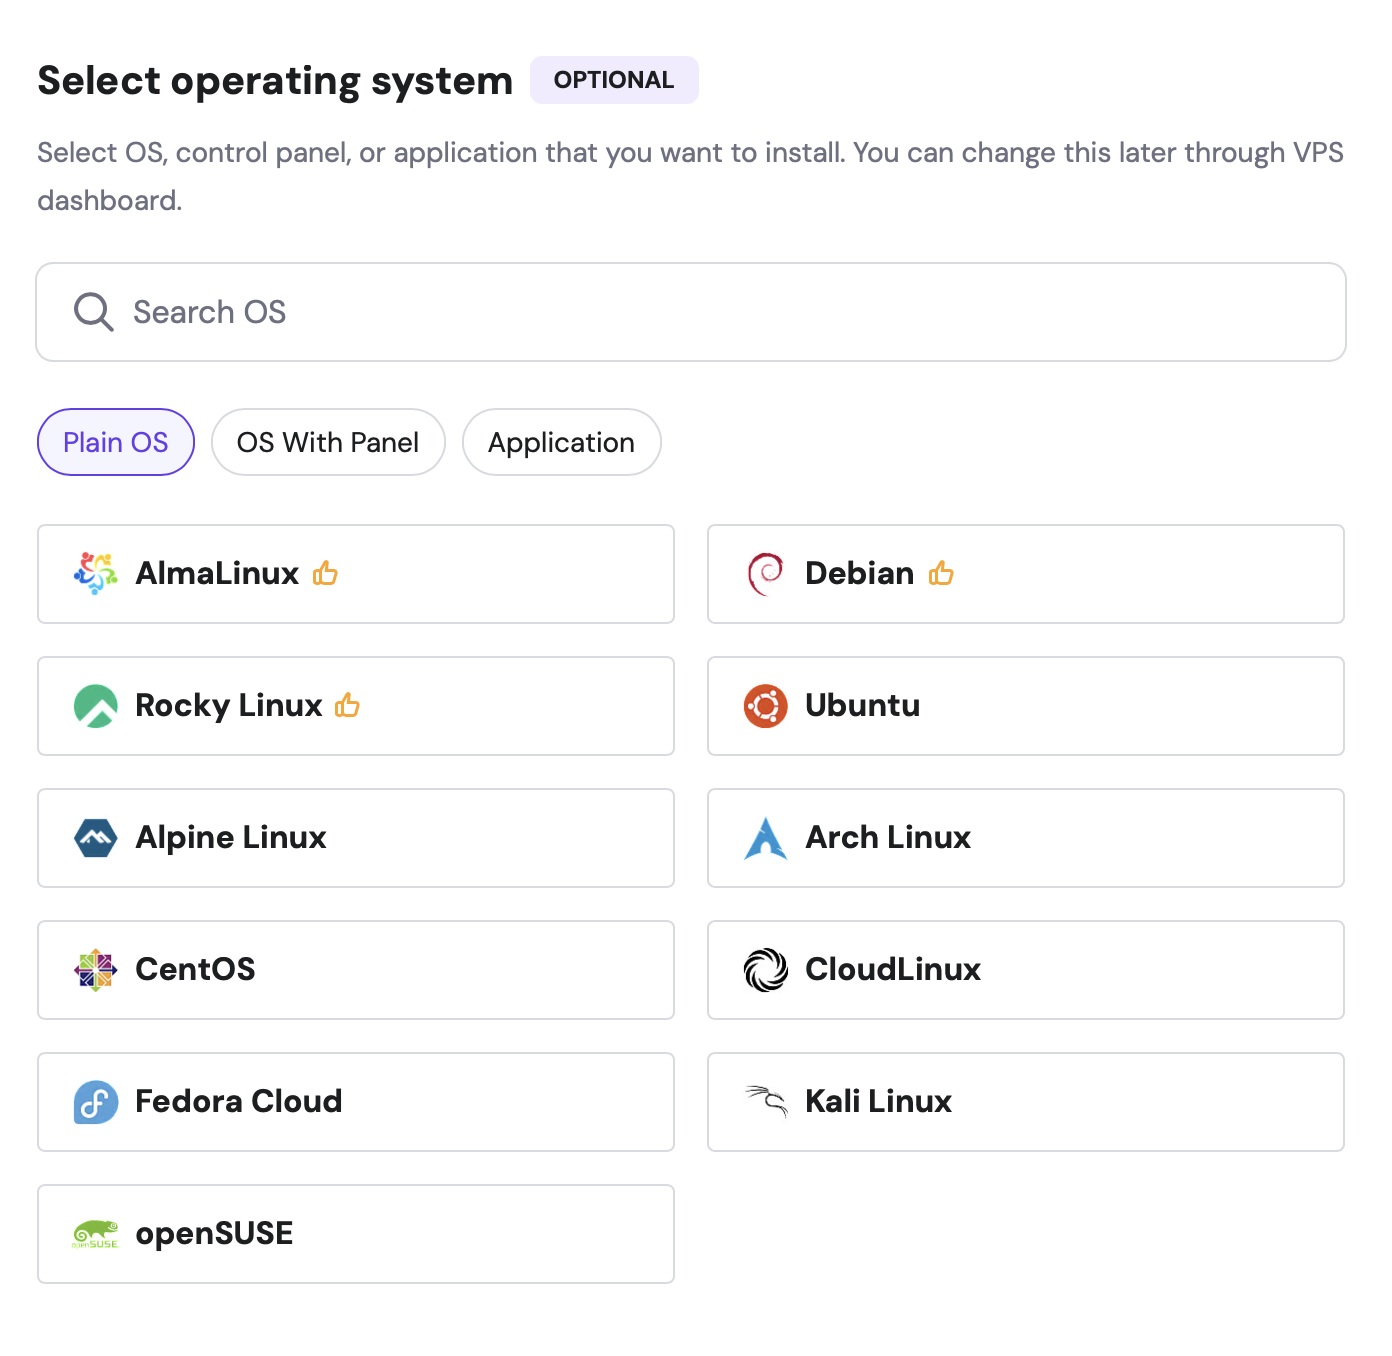 Select operating system OPTIONAL
Select OS, control panel, or application that you want to install. You can change this later through VPS
dashboard.
Search OS
Plain OS OS With Panel Application
AlmaLinux Debian
Rocky Linux Ubuntu
Alpine Linux Arch Linux
CentOS CloudLinux
Fedora Cloud Kali Linux
openSUSE openSUSE